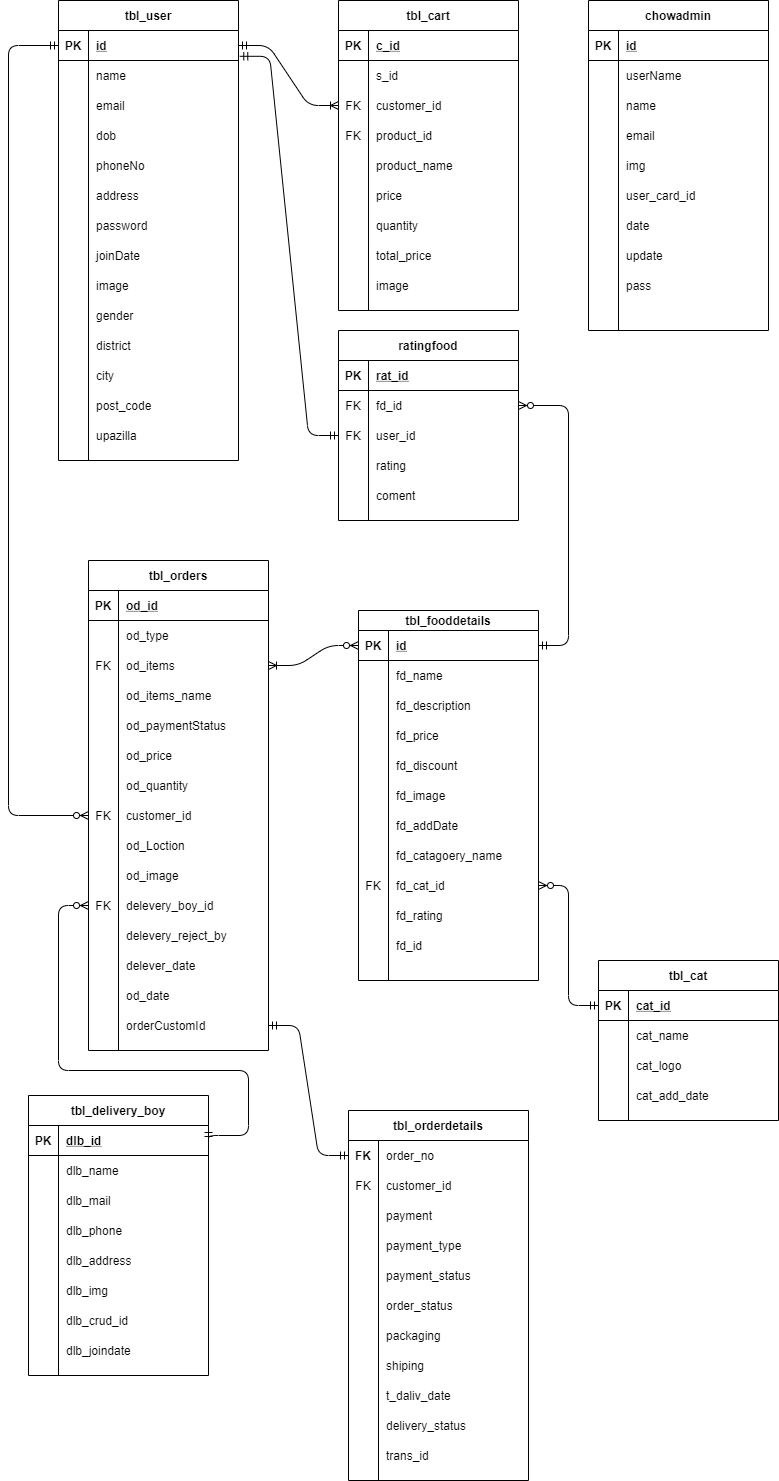 tbl_user
PK id
name
email
dob
phoneNo
address
password
joinDate
image
gender
district
city
post_code
upazilla
tbl_cart
PK c_id
s_id
FK customer_id
FK product_id
product_name
price
quantity
total_price
image
chowadmin
PK id
userName
name
email
img
user_card_id
date
update
pass
ratingfood
PK rat_id
FK fd_id
FK user_id
rating
coment
tbl_orders
PK od_id
od_type
FK od_items
od_items_name
od_paymentStatus
od_price
od_quantity
FK customer_id
od_Loction
od_image
FK delevery_boy_id
delevery_reject_by
delever_date
od_date
orderCustomId
tbl_fooddetails
PK id
fd_name
fd_description
fd_price
fd_discount
fd_image
fd_addDate
fd_catagoery_name
FK fd_cat_id
fd_rating
fd_id
tbl_cat
PK cat_id
cat_name
cat_logo
cat_add_date
tbl_delivery_boy
PK dlb_id
dlb_name
dlb_mail
dlb_phone
dlb_address
dlb_img
dlb_crud_id
dlb_joindate
tbl_orderdetails
FK order_no
FK customer_id
payment
payment_type
payment_status
order_status
packaging
shiping
t_daliv_date
delivery_status
trans_id